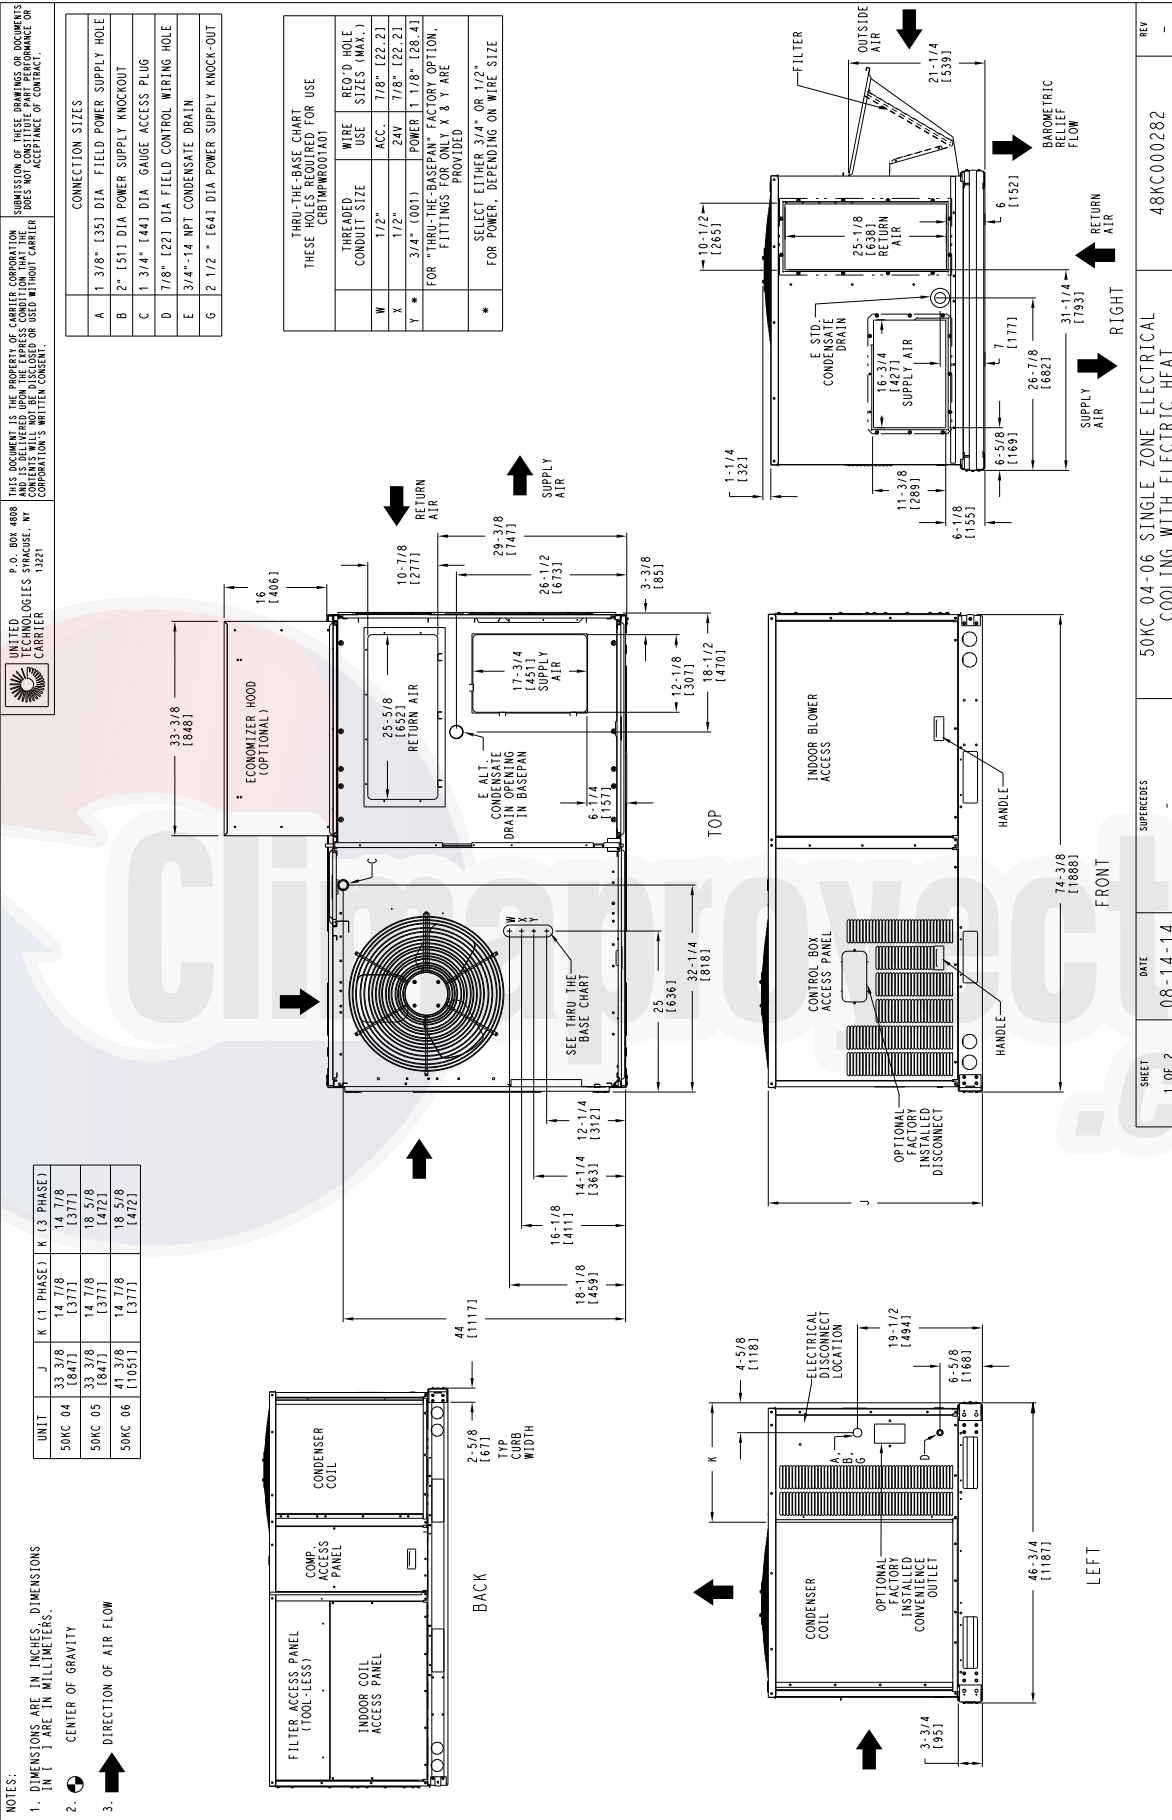 NOTES:
1. DIMENSIONS ARE IN INCHES, DIMENSIONS
IN [ ] ARE IN MILLIMETERS.
2. CENTER OF GRAVITY
3. DIRECTION OF AIR FLOW
UNIT J K (1 PHASE) K (3 PHASE)
50KC 04 33 3/8 [847] 14 7/8 [377] 14 7/8 [377]
50KC 05 33 3/8 [847] 14 7/8 [377] 18 5/8 [472]
50KC 06 41 3/8 [1051] 14 7/8 [377] 18 5/8 [472]
UNITED
TECHNOLOGIES
CARRIER
P.O. BOX 4808
SYRACUSE, NY
13221
THIS DOCUMENT IS THE PROPERTY OF CARRIER CORPORATION
AND IS DELIVERED UPON THE EXPRESS CONDITION THAT THE
CONTENTS WILL NOT BE DISCLOSED OR USED WITHOUT CARRIER
CORPORATION'S WRITTEN CONSENT.
SUBMISSION OF THESE DRAWINGS OR DOCUMENTS
DOES NOT CONSTITUTE PART PERFORMANCE OR
ACCEPTANCE OF CONTRACT.
CONNECTION SIZES
A 1 3/8" [35] DIA FIELD POWER SUPPLY HOLE
B 2" [51] DIA POWER SUPPLY KNOCKOUT
C 1 3/4" [44] DIA GAUGE ACCESS PLUG
D 7/8" [22] DIA FIELD CONTROL WIRING HOLE
E 3/4"-14 NPT CONDENSATE DRAIN
G 2 1/2 " [64] DIA POWER SUPPLY KNOCK-OUT
THRU-THE-BASE CHART
THESE HOLES REQUIRED FOR USE
CRBTMPWR001A01
THREADED CONDUIT SIZE WIRE USE REQ'D HOLE SIZES (MAX.)
W 1/2" ACC. 7/8" [22.2]
X 1/2" 24V 7/8" [22.2]
Y * 3/4" (001) POWER 1 1/8" [28.4]
FOR "THRU-THE-BASEPAN" FACTORY OPTION,
FITTINGS FOR ONLY X & Y ARE
PROVIDED
* SELECT EITHER 3/4" OR 1/2"
FOR POWER, DEPENDING ON WIRE SIZE
FILTER ACCESS PANEL
(TOOL-LESS)
INDOOR COIL
ACCESS PANEL
COMP.
ACCESS
PANEL
CONDENSER
COIL
2-5/8
[67]
TYP
CURB
WIDTH
BACK
33-3/8
[848]
16
[406]
ECONOMIZER HOOD
(OPTIONAL)
C
25-5/8
[652]
RETURN AIR
10-7/8
[277]
RETURN
AIR
SUPPLY
AIR
29-3/8
[747]
26-1/2
[673]
3-3/8
[85]
17-3/4
[451]
SUPPLY
AIR
12-1/8
[307]
18-1/2
[470]
E ALT.
CONDENSATE
DRAIN OPENING
IN BASEPAN
6-1/4
[157]
W
X
Y
SEE THRU THE
BASE CHART
25
[636]
32-1/4
[818]
12-1/4
[312]
14-1/4
[363]
16-1/8
[411]
18-1/8
[459]
44
[1117]
TOP
CONDENSER
COIL
OPTIONAL
FACTORY
INSTALLED
CONVENIENCE
OUTLET
K
A,
B,
G
D
ELECTRICAL
DISCONNECT
LOCATION
4-5/8
[118]
19-1/2
[494]
6-5/8
[168]
46-3/4
[1187]
3-3/4
[95]
LEFT
J
OPTIONAL
FACTORY
INSTALLED
DISCONNECT
CONTROL BOX
ACCESS PANEL
HANDLE
INDOOR BLOWER
ACCESS
HANDLE
74-3/8
[1888]
FRONT
1-1/4
[32]
11-3/8
[289]
6-1/8
[155]
16-3/4
[427]
SUPPLY AIR
E STD.
CONDENSATE
DRAIN
10-1/2
[265]
25-1/8
[638]
RETURN
AIR
6-5/8
[169]
7
[177]
26-7/8
[682]
31-1/4
[793]
6
[152]
FILTER
OUTSIDE
AIR
21-1/4
[539]
BAROMETRIC
RELIEF
FLOW
RETURN
AIR
SUPPLY
AIR
RIGHT
SHEET
1 OF 2
DATE
08-14-14
SUPERCEDES
-
50KC 04-06 SINGLE ZONE ELECTRICAL
COOLING WITH ELECTRIC HEAT
48KC000282
REV
-